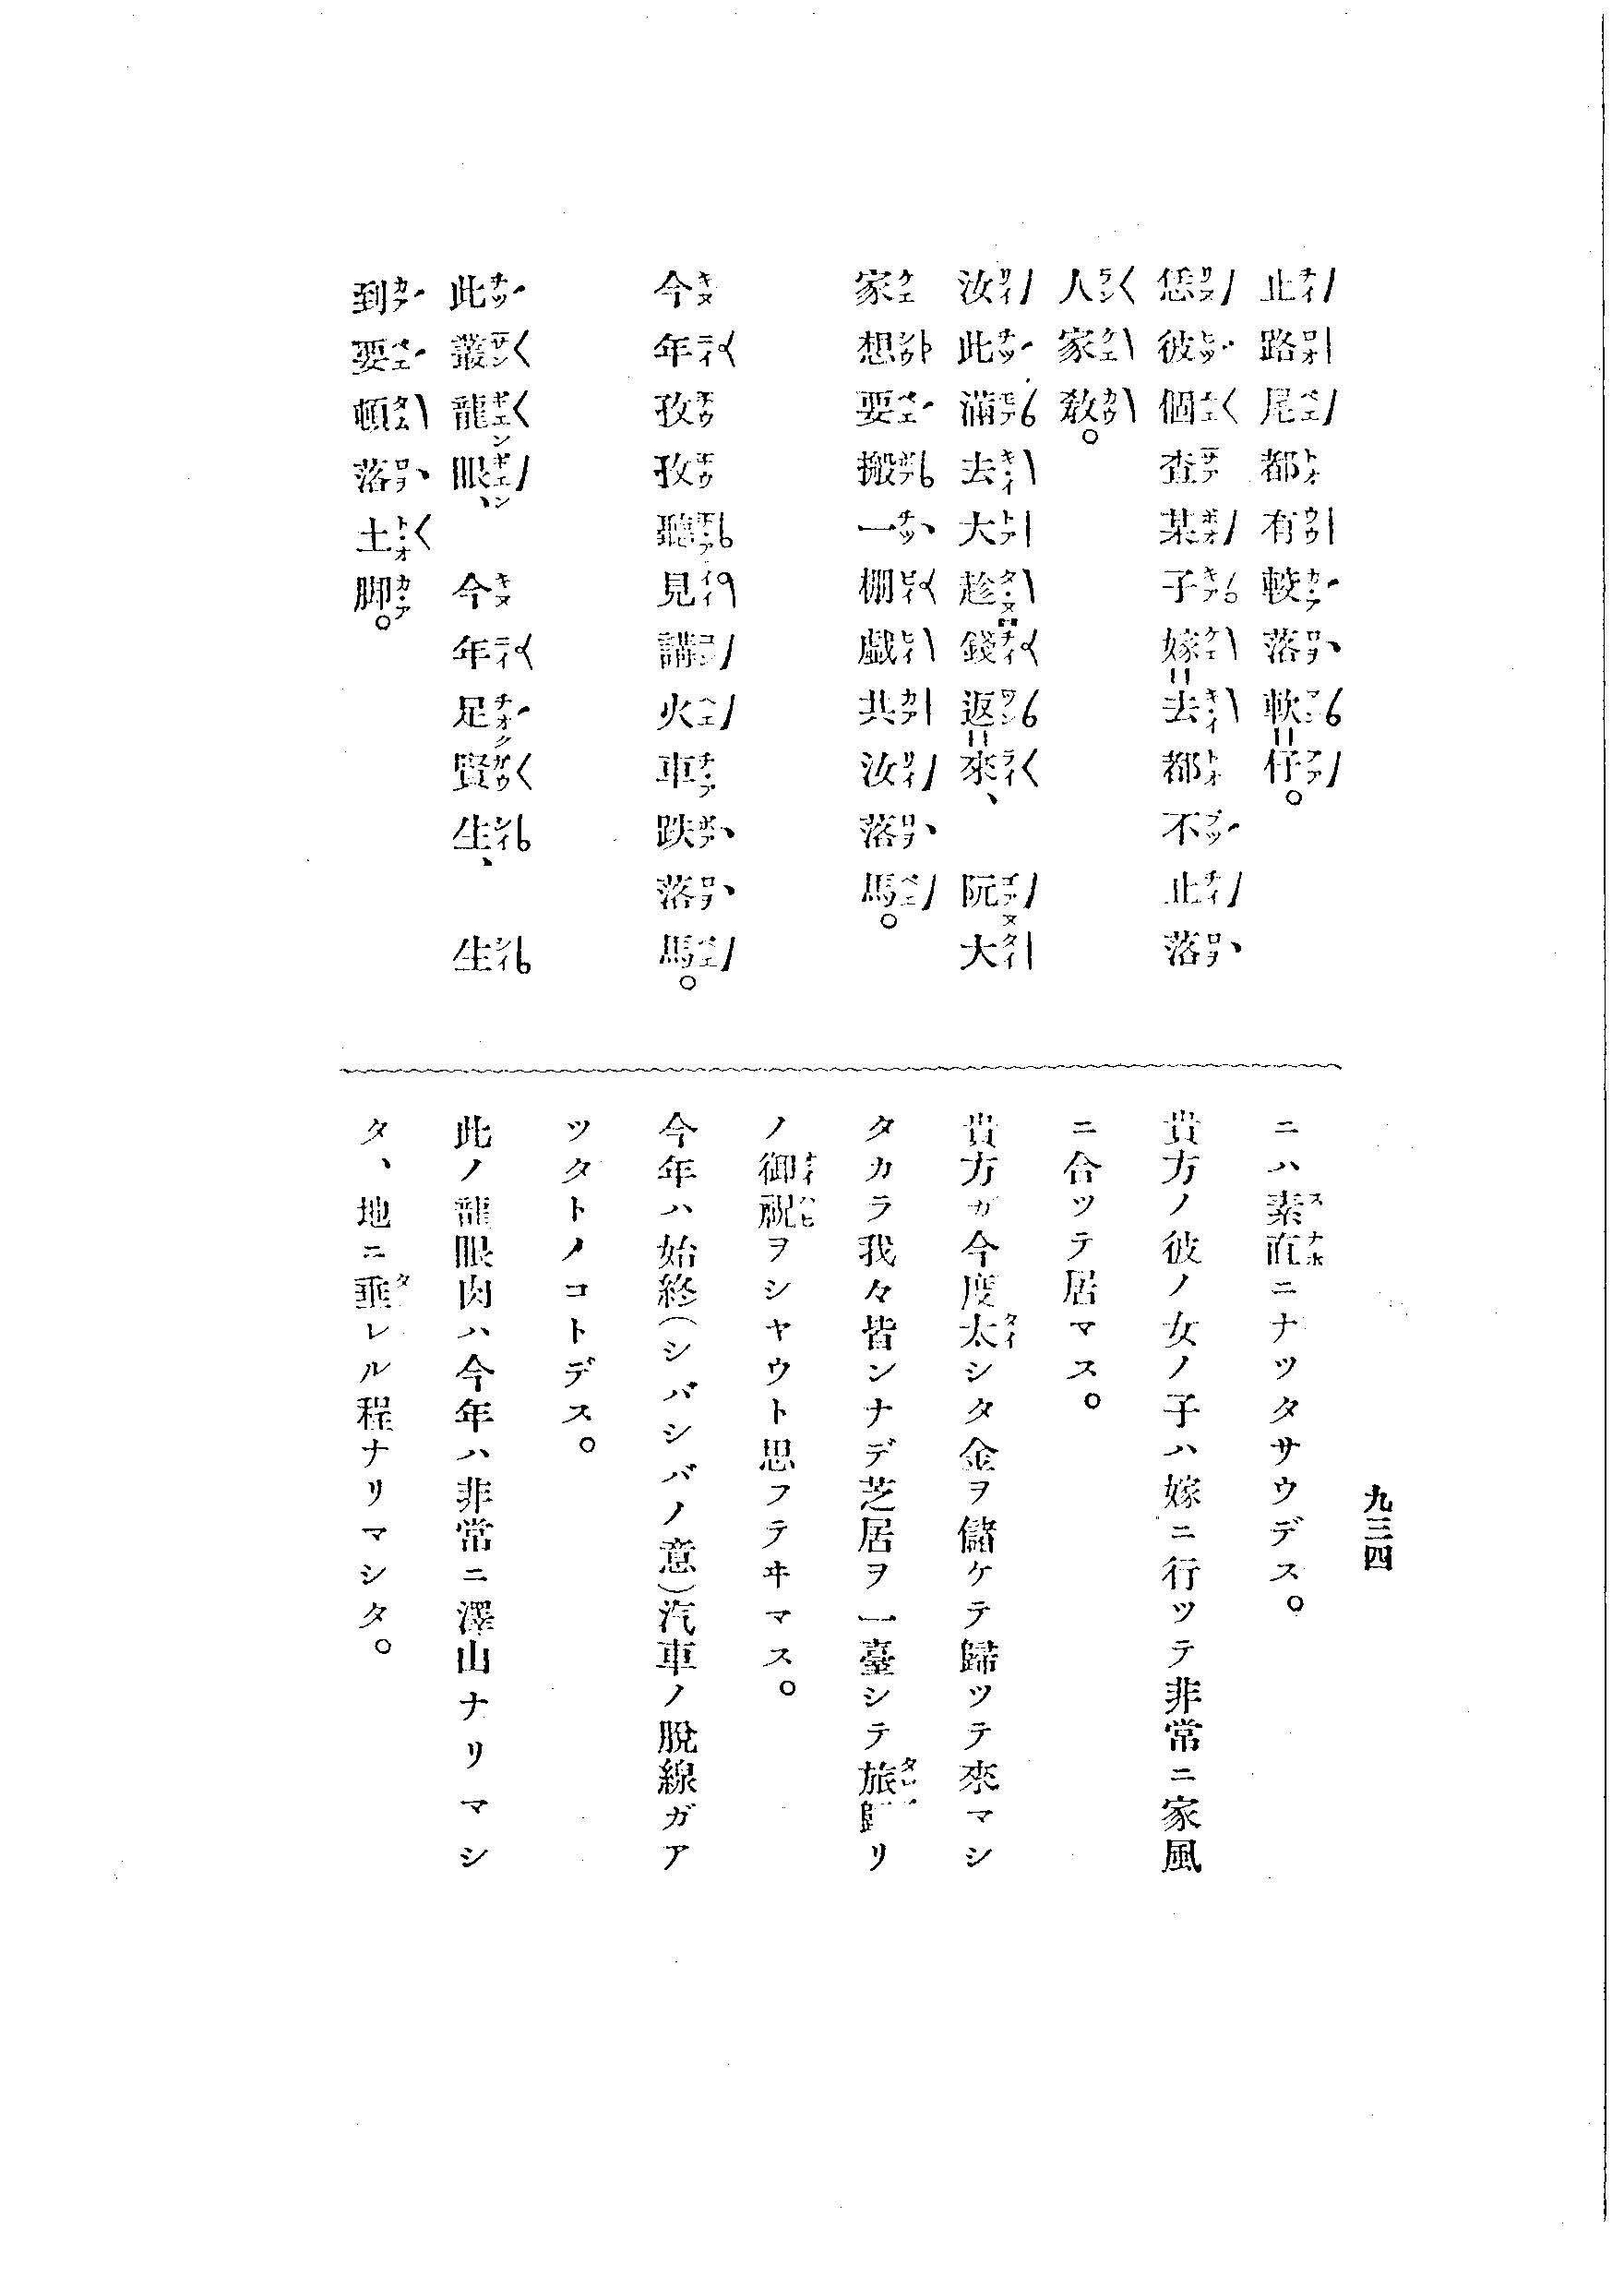 九三四
止路尾都有較落軟=仔。
恁彼個查某子嫁=去都不止落
人家敎。
汝此滿去大趁錢返=來、阮大
家想要搬一棚戲共汝落馬。
今年孜孜聽見講火車跌落馬。
此叢龍眼、今年足賢生、生
到要頓落土脚。
ニハ素直ニナツタサウデス。
貴方ノ彼ノ女ノ子ハ嫁ニ行ツテ非常ニ家風
ニ合ツテ居マス。
貴方ガ今度太シタ金ヲ儲ケテ歸ツテ來マシ
タカラ我々皆ンナデ芝居ヲ一臺シテ旅歸リ
ノ御祝ヲシヤウト思フテヰマス。
今年ハ始終(シバシバノ意)汽車ノ脫線ガア
ツタトノコトデス。
此ノ龍眼肉ハ今年ハ非常ニ澤山ナリマシ
タ、地ニ垂レル程ナリマシタ。